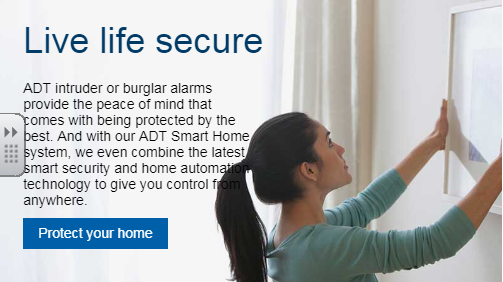 Live life secure
ADT intruder or burglar alarms
provide the peace of mind that
comes with being protected by the
best. And with our ADT Smart Home
system, we even combine the latest
smart security and home automation
technology to give you control from
anywhere.
Protect your home